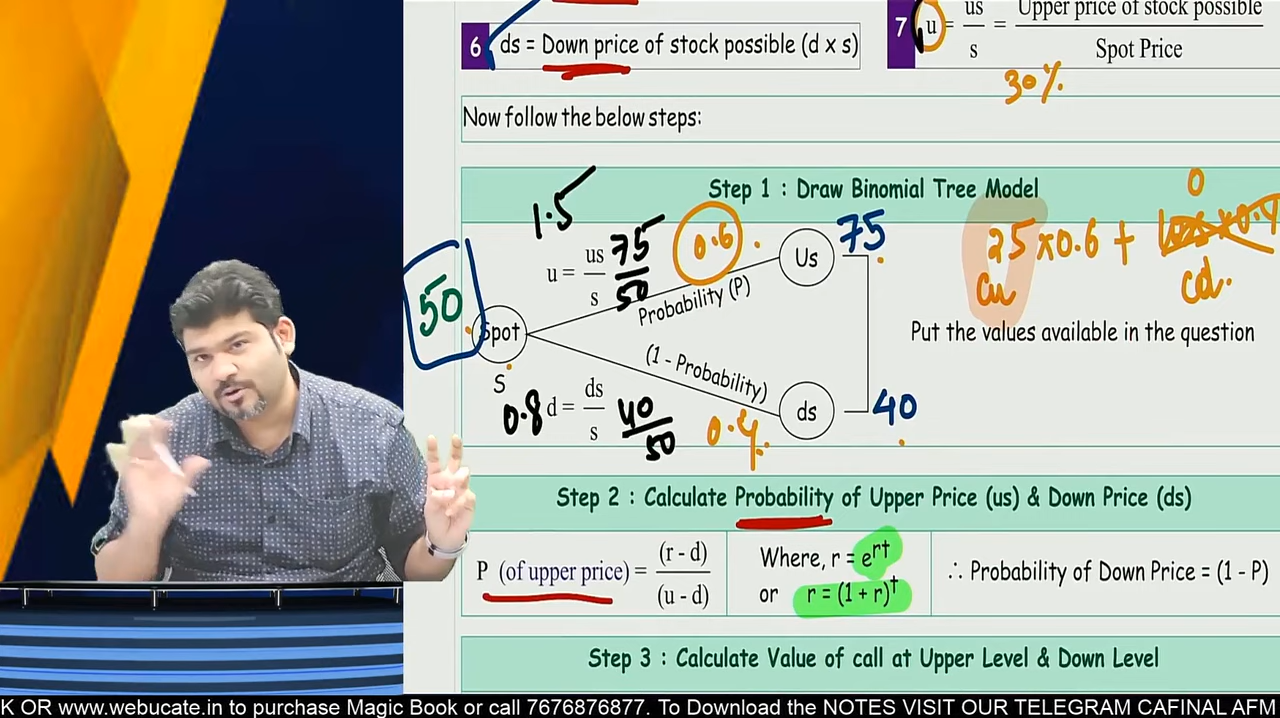 6 ds = Down price of stock possible (d x s)
7 u = us / s = Upper price of stock possible / Spot Price
30%
Now follow the below steps:
Step 1 : Draw Binomial Tree Model
1.5
u = us / s 75 / 50
0.6
Us
75
25 × 0.6 +
0
cu
cd.
50
Spot
S
Probability (P)
(1 - Probability)
Put the values available in the question
0.8 d = ds / s 40 / 50
0.4
ds
40
Step 2 : Calculate Probability of Upper Price (us) & Down Price (ds)
P (of upper price) = (r - d) / (u - d)
Where, r = e^rt
or r = (1 + r)^t
∴ Probability of Down Price = (1 - P)
Step 3 : Calculate Value of call at Upper Level & Down Level
K OR www.webucate.in to purchase Magic Book or call 7676876877. To Download the NOTES VISIT OUR TELEGRAM CAFINAL AFM